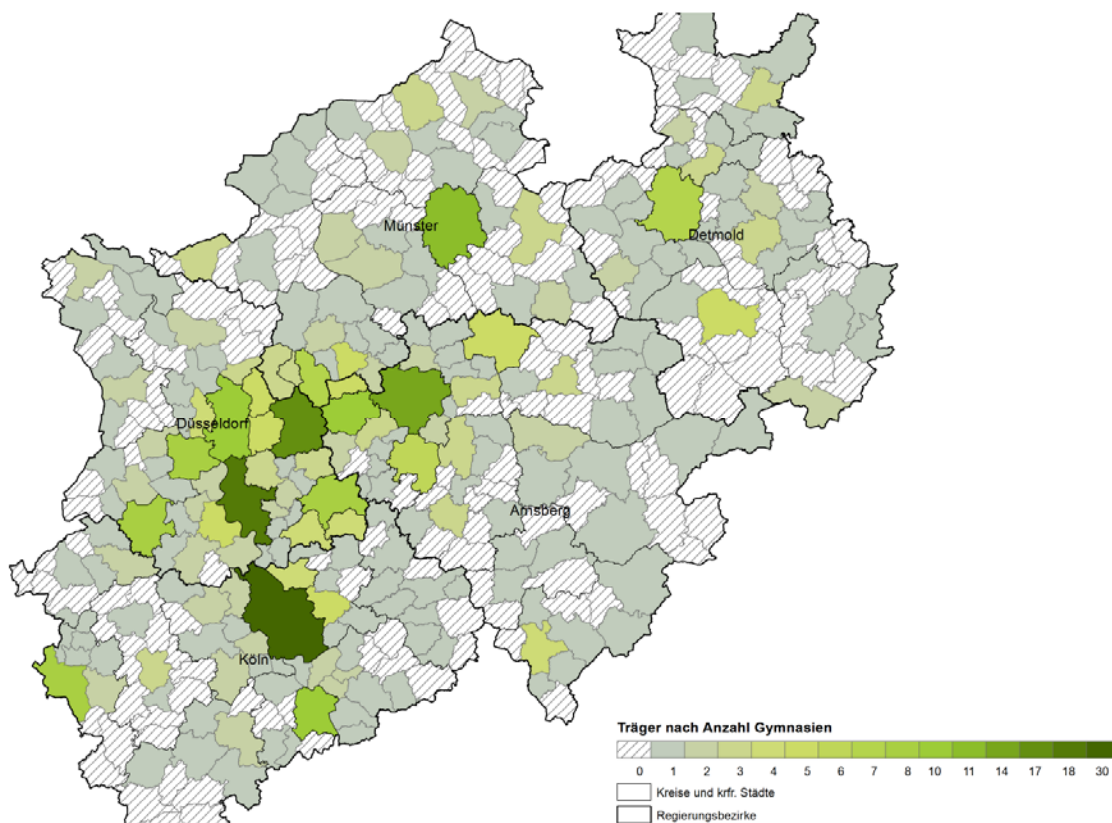 Münster
Detmold
Düsseldorf
Arnsberg
Köln
Träger nach Anzahl Gymnasien
0 1 2 3 4 5 6 7 8 10 11 14 17 18 30
Kreise und krfr. Städte
Regierungsbezirke